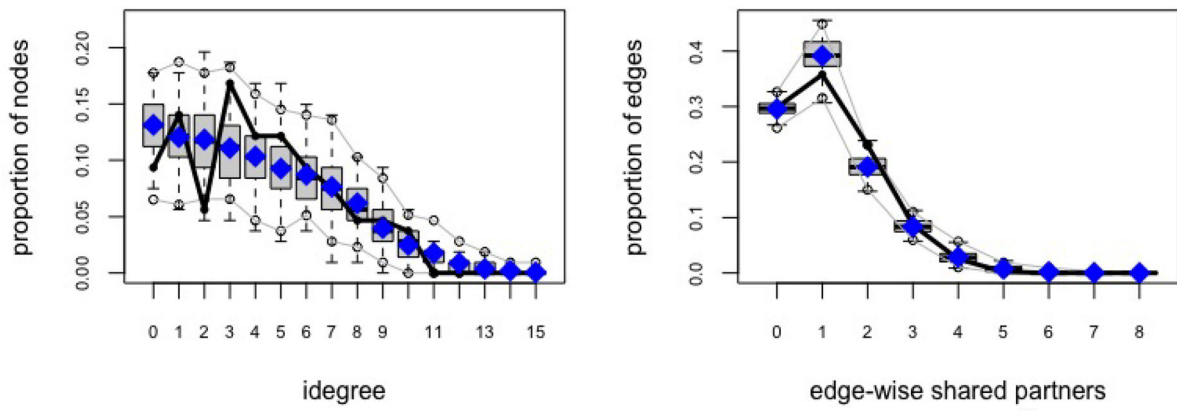 proportion of nodes
0.20
0.15
0.10
0.05
0.00
0 1 2 3 4 5 6 7 8 9 11 13 15
idegree
proportion of edges
0.4
0.3
0.2
0.1
0.0
0 1 2 3 4 5 6 7 8
edge-wise shared partners